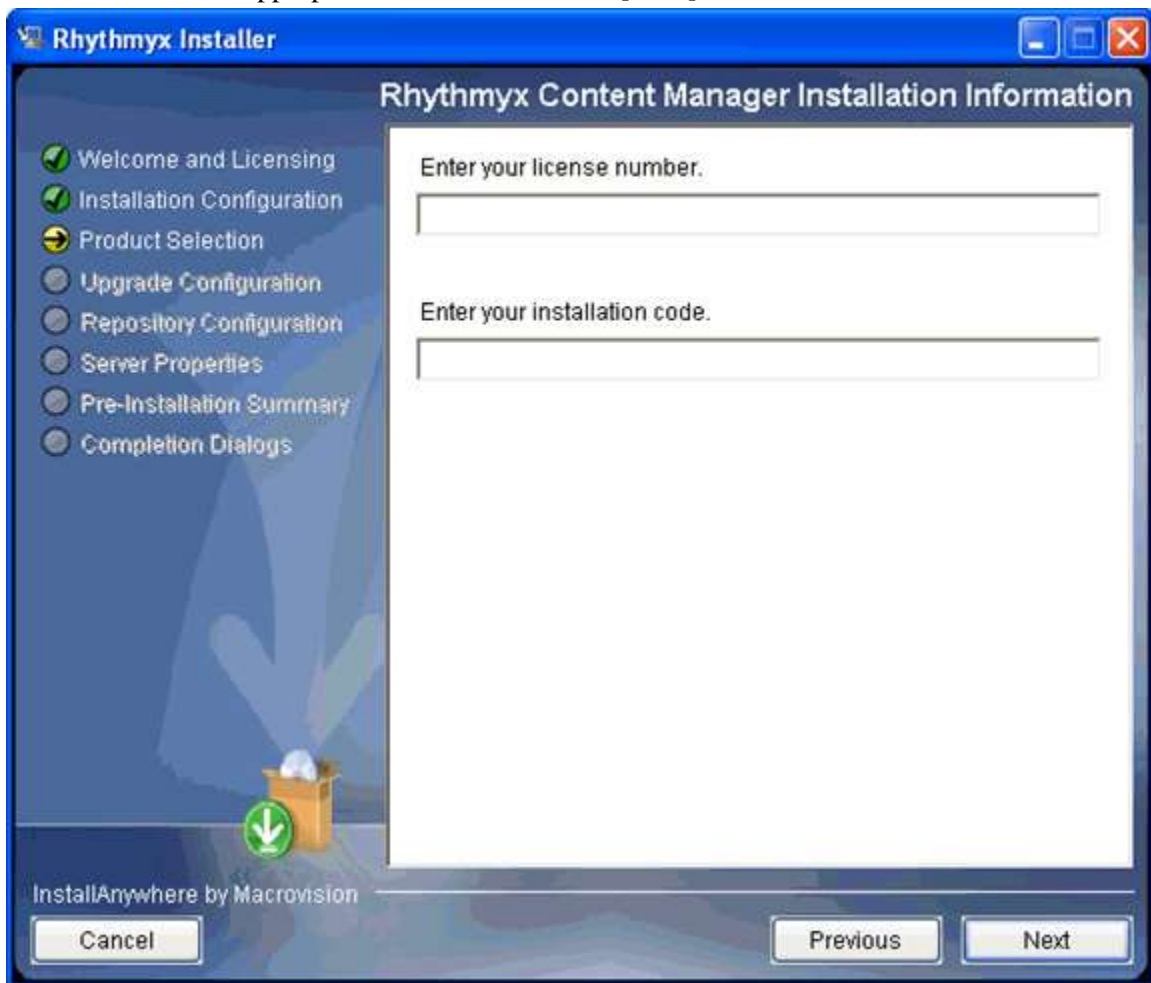 Rhythmyx Installer
Rhythmyx Content Manager Installation Information
Welcome and Licensing
Installation Configuration
Product Selection
Upgrade Configuration
Repository Configuration
Server Properties
Pre-Installation Summary
Completion Dialogs
Enter your license number.
Enter your installation code.
InstallAnywhere by Macrovision
Cancel
Previous
Next